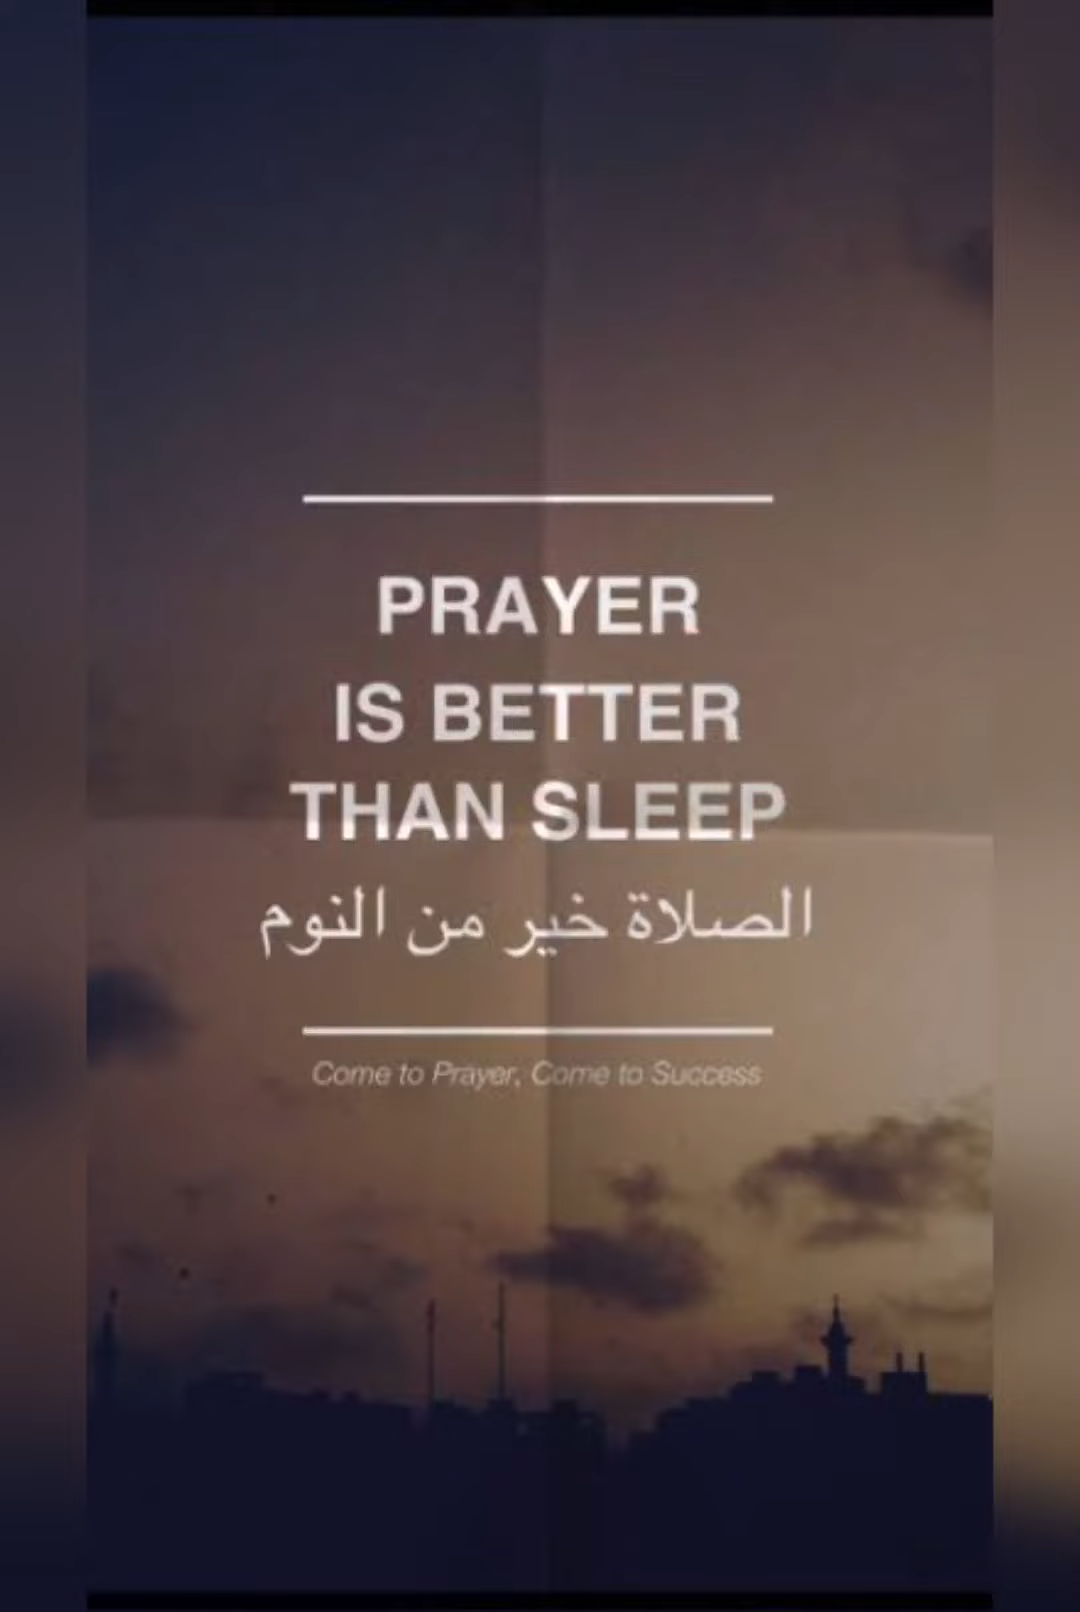 PRAYER
IS BETTER
THAN SLEEP
الصلاة خير من النوم
Come to Prayer, Come to Success